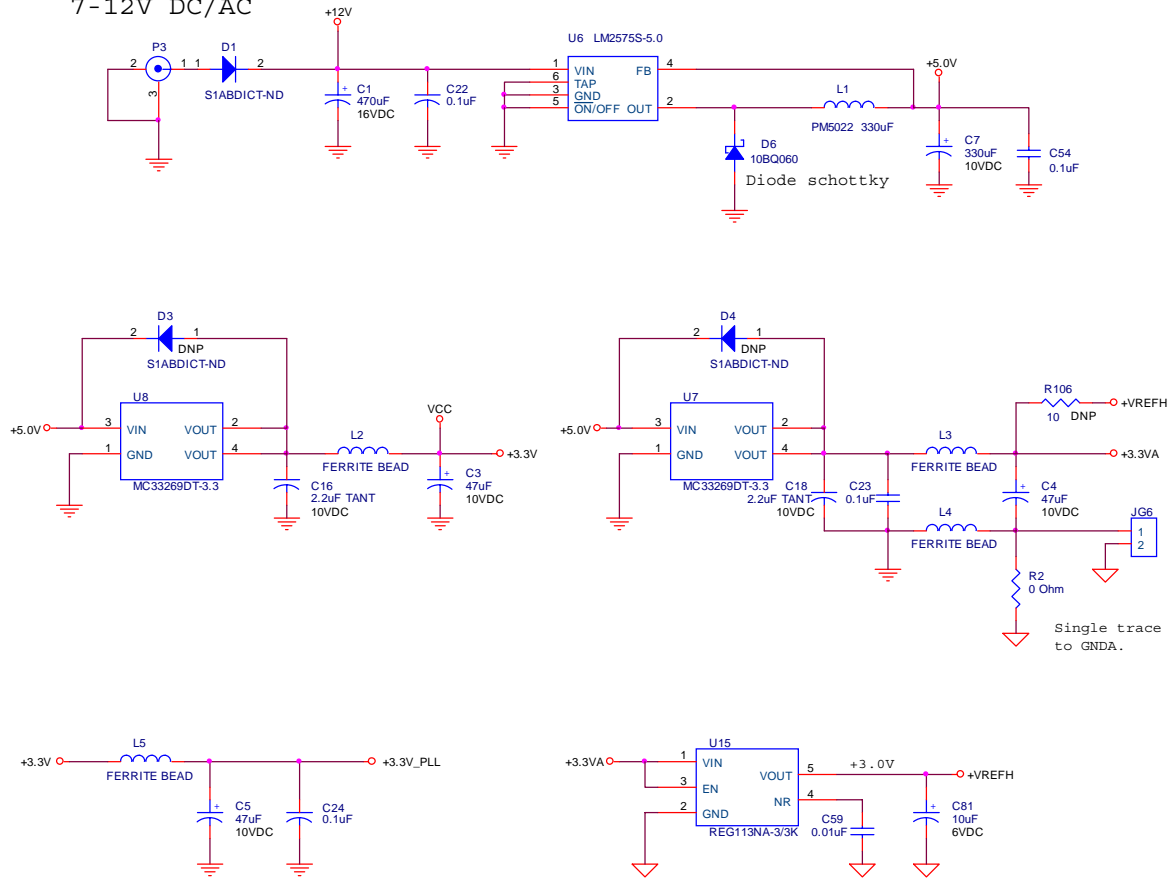 7-12V DC/AC
+12V
P3
D1
2
1
1
2
3
S1ABDICT-ND
C1
470uF
16VDC
C22
0.1uF
U6 LM2575S-5.0
1
6
3
5
VIN
TAP
GND
ON/OFF
FB
OUT
4
2
L1
PM5022 330uF
+5.0V
D6
10BQ060
Diode schottky
C7
330uF
10VDC
C54
0.1uF
D3
2
1
DNP
S1ABDICT-ND
U8
+5.0V
3
1
VIN
GND
VOUT
VOUT
2
4
MC33269DT-3.3
L2
FERRITE BEAD
VCC
+3.3V
C16
2.2uF TANT
10VDC
C3
47uF
10VDC
D4
2
1
DNP
S1ABDICT-ND
U7
+5.0V
3
1
VIN
GND
VOUT
VOUT
2
4
MC33269DT-3.3
R106
10 DNP
+VREFH
L3
FERRITE BEAD
+3.3VA
C18
2.2uF TANT
10VDC
C23
0.1uF
C4
47uF
10VDC
L4
FERRITE BEAD
JG6
1
2
R2
0 Ohm
Single trace
to GNDA.
+3.3V
L5
FERRITE BEAD
+3.3V_PLL
C5
47uF
10VDC
C24
0.1uF
U15
+3.3VA
1
3
2
VIN
EN
GND
VOUT
NR
5
4
REG113NA-3/3K
+3.0V
+VREFH
C59
0.01uF
C81
10uF
6VDC